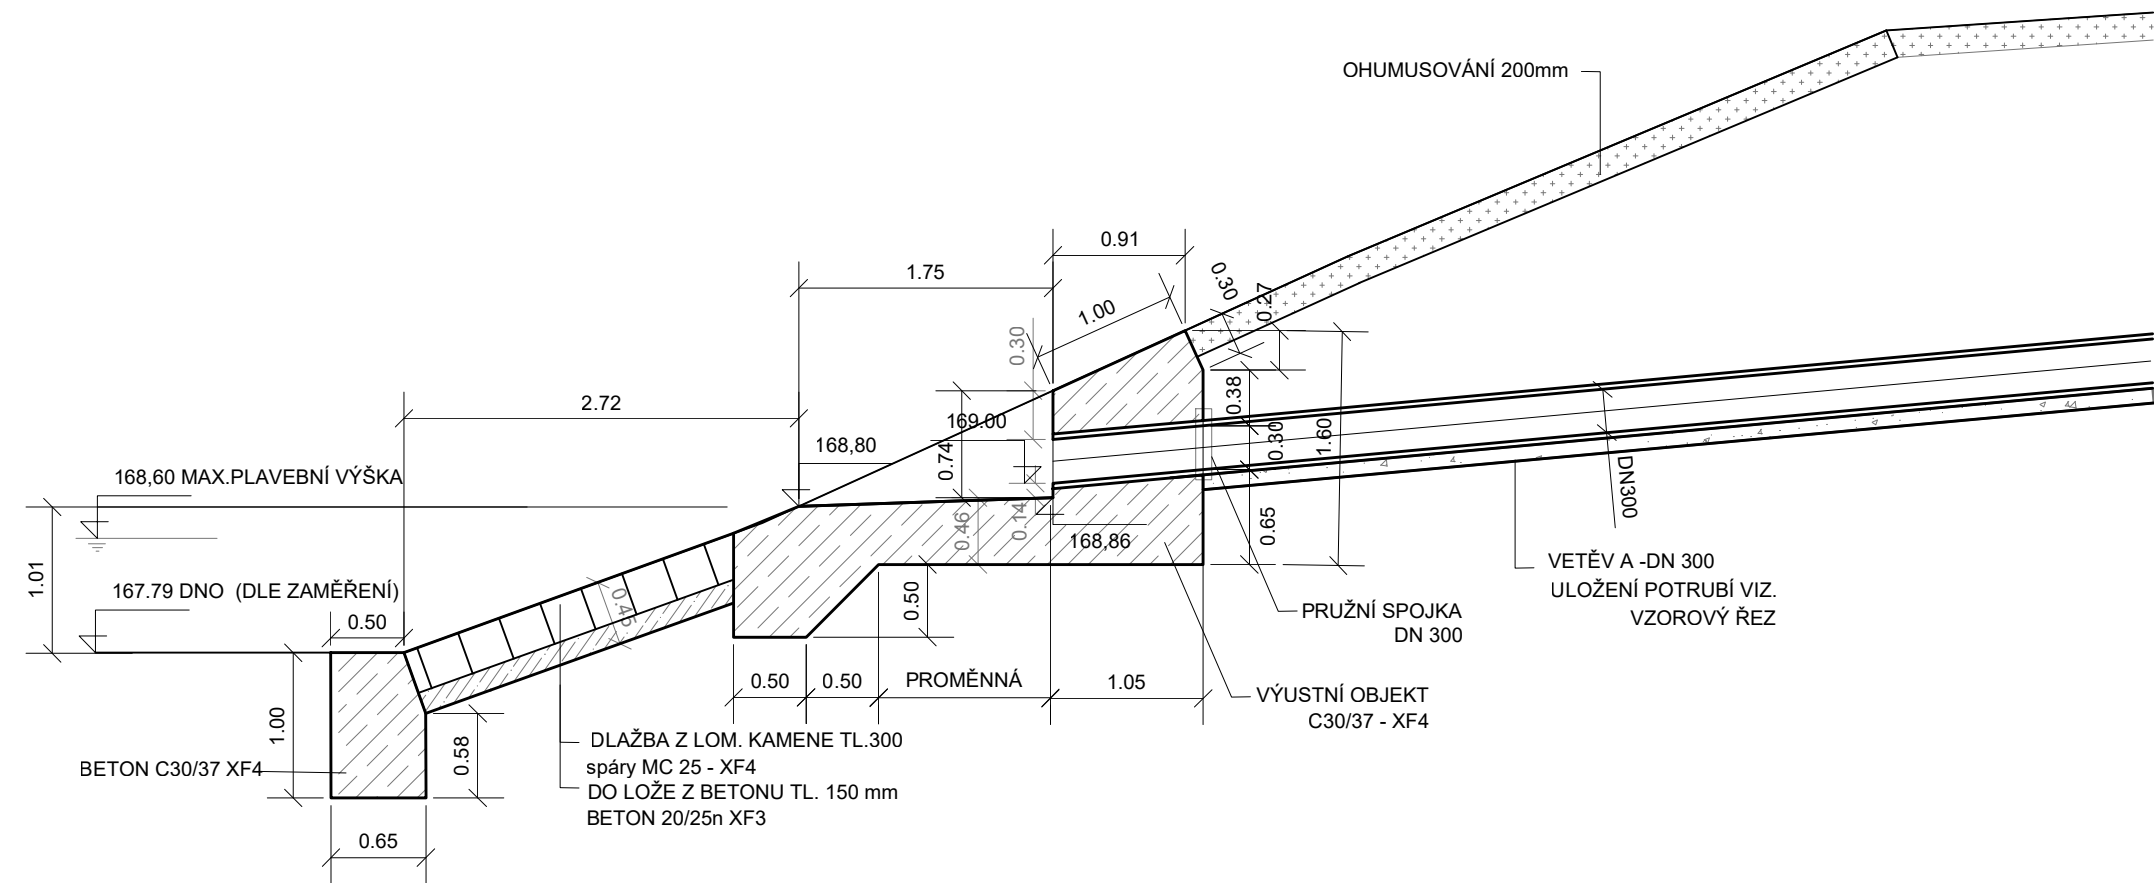 OHUMUSOVÁNÍ 200mm
0.91
1.75
0.30
0.27
1.00
0.30
2.72
169.00
168,80
0.74
0.38
0.30
1.60
168,60 MAX.PLAVEBNÍ VÝŠKA
DN300
0.46
0.14
0.65
168,86
1.01
167.79 DNO (DLE ZAMĚŘENÍ)
0.50
0.45
0.50
VETĚV A -DN 300
ULOŽENÍ POTRUBÍ VIZ.
VZOROVÝ ŘEZ
PRUŽNÍ SPOJKA
DN 300
0.50
0.50
PROMĚNNÁ
1.05
VÝUSTNÍ OBJEKT
C30/37 - XF4
1.00
0.58
BETON C30/37 XF4
DLAŽBA Z LOM. KAMENE TL.300
spáry MC 25 - XF4
DO LOŽE Z BETONU TL. 150 mm
BETON 20/25n XF3
0.65